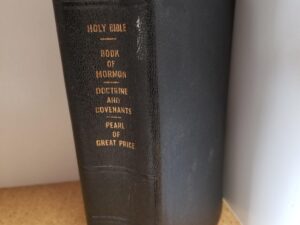 HOLY BIBLE
BOOK
OF
MORMON
DOCTRINE
AND
COVENANTS
PEARL
OF
GREAT PRICE